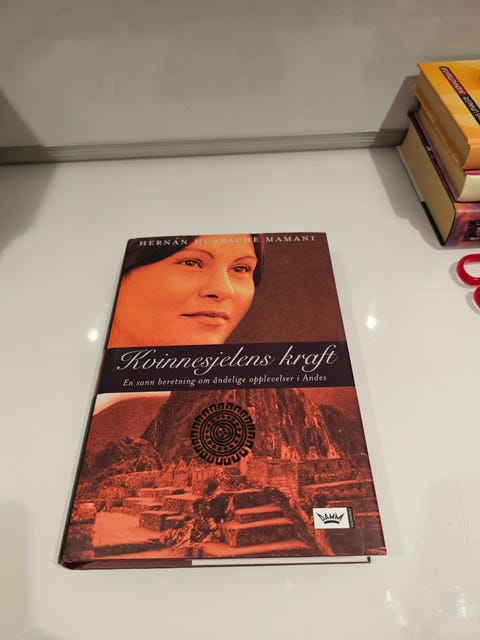 HERNÁN HUARACHE MAMANI
Kvinnesjelens kraft
En sann beretning om åndelige opplevelser i Andes
DAMM